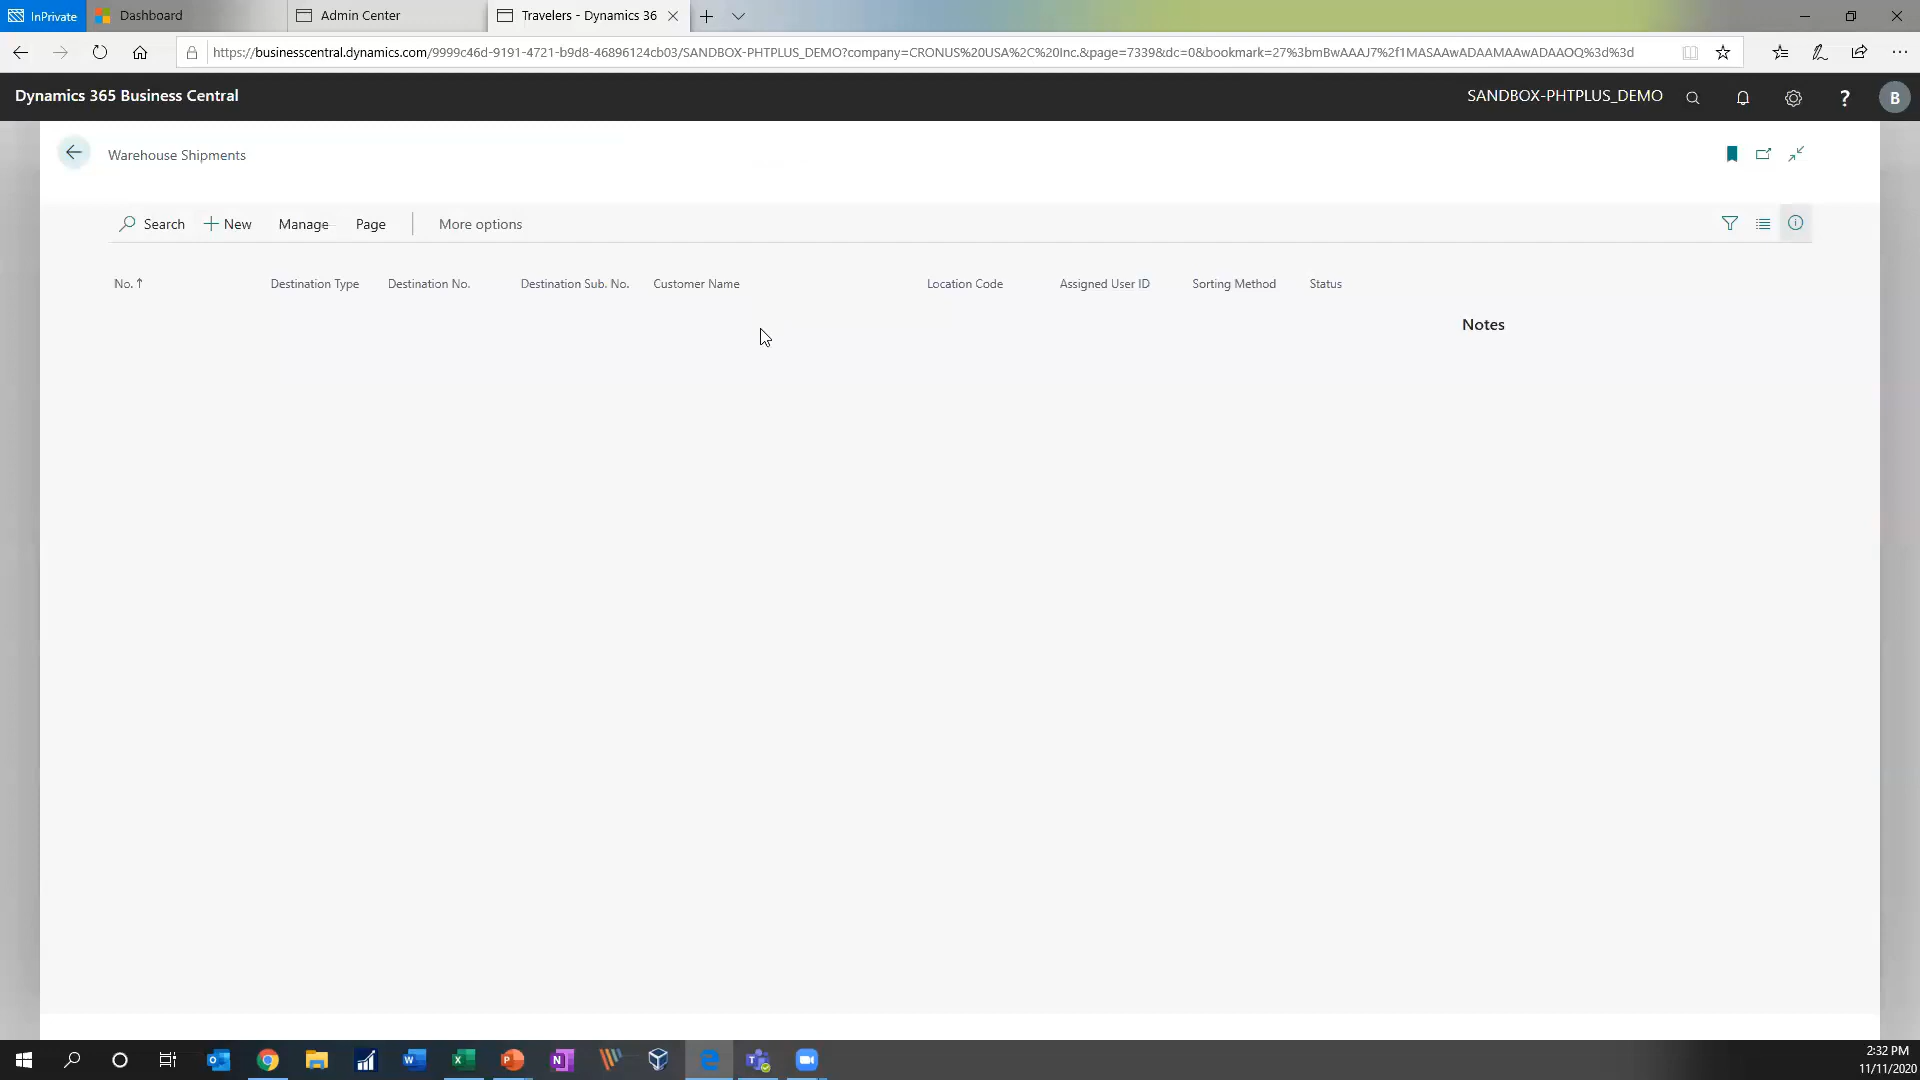 InPrivate
Dashboard
Admin Center
Travelers - Dynamics 36
https://businesscentral.dynamics.com/9999c46d-9191-4721-b9d8-46896124cb03/SANDBOX-PHTPLUS_DEMO?company=CRONUS%20USA%2C%20Inc.&page=7339&dc=0&bookmark=27%3bmBwAAAJ7%2f1MASAAwADAAMAAwADAAOQ%3d%3d
Dynamics 365 Business Central
SANDBOX-PHTPLUS_DEMO
?
B
Warehouse Shipments
Search
New
Manage
Page
More options
No. ↑
Destination Type
Destination No.
Destination Sub. No.
Customer Name
Location Code
Assigned User ID
Sorting Method
Status
Notes
2:32 PM
11/11/2020